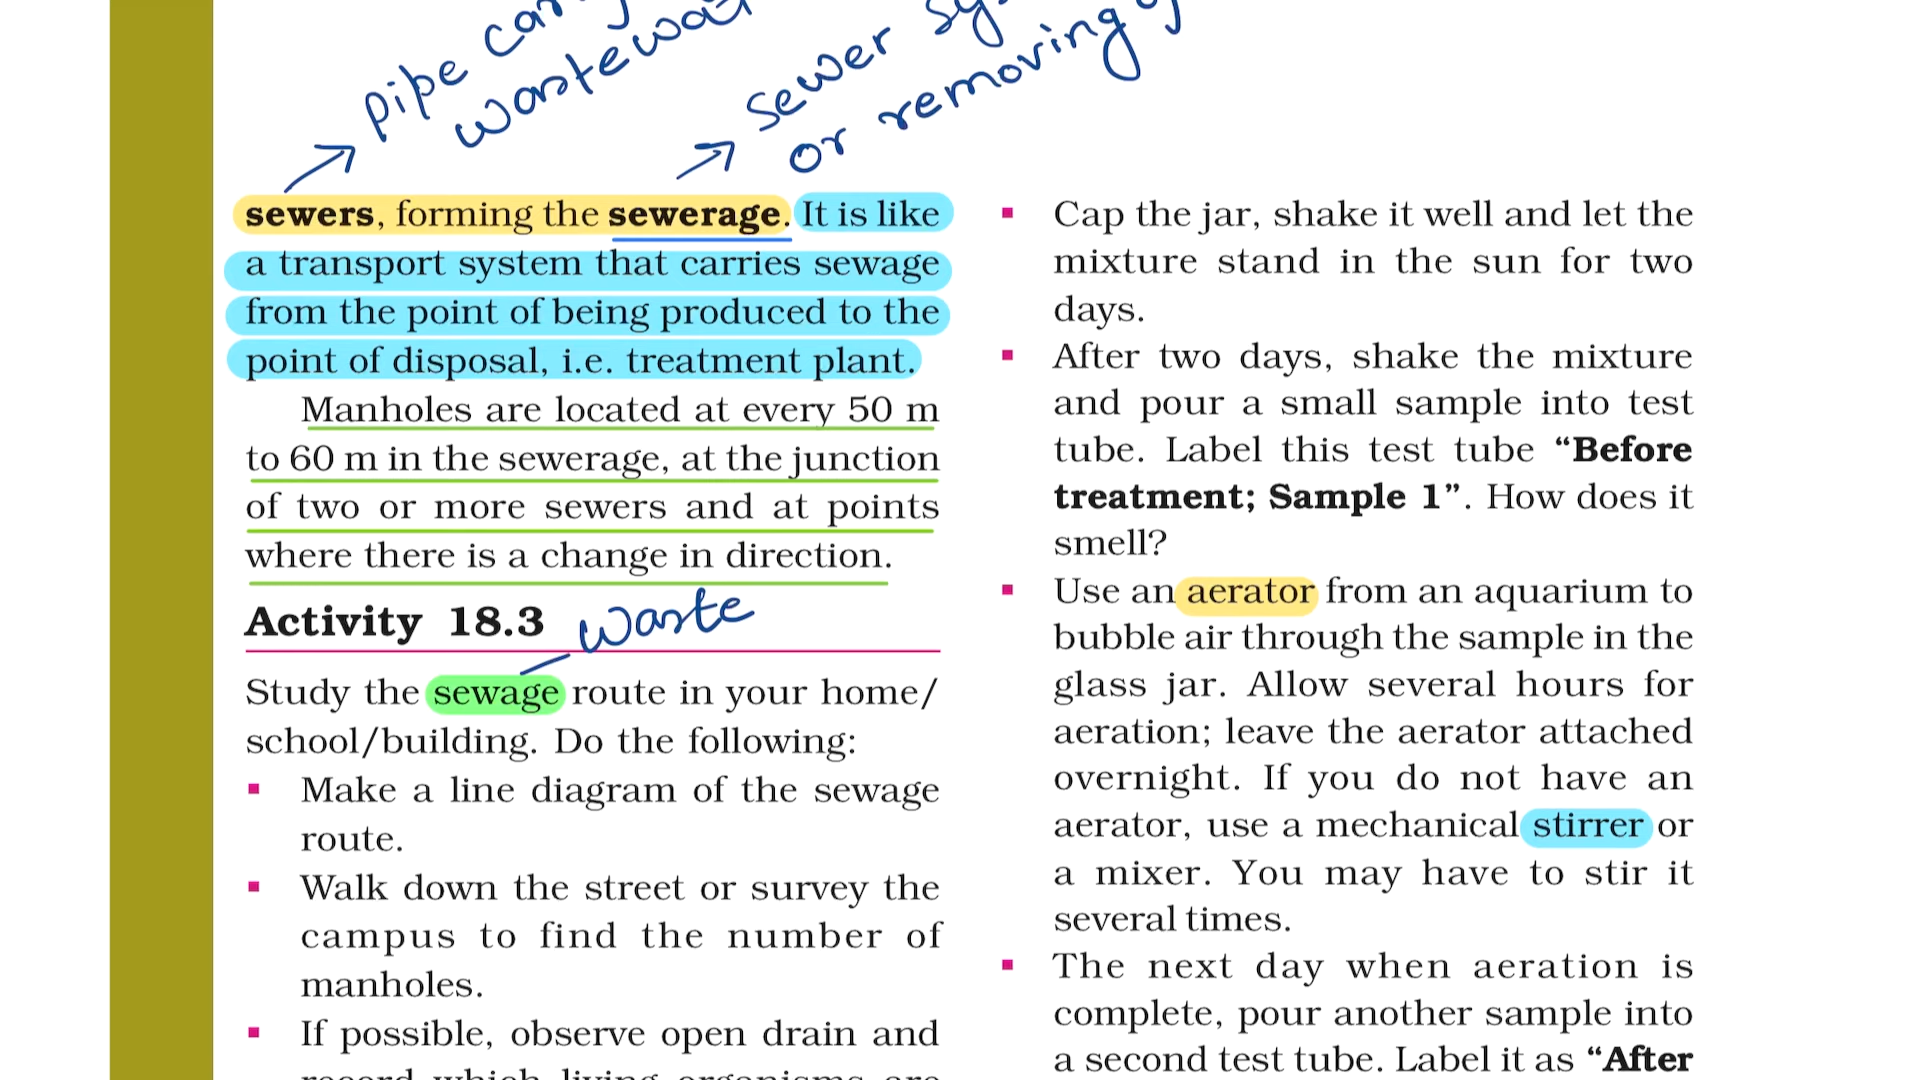 pipe
sewer
or removing
sewers, forming the sewerage. It is like
a transport system that carries sewage
from the point of being produced to the
point of disposal, i.e. treatment plant.
Manholes are located at every 50 m
to 60 m in the sewerage, at the junction
of two or more sewers and at points
where there is a change in direction.
Activity 18.3
waste
Study the sewage route in your home/
school/building. Do the following:
▪ Make a line diagram of the sewage
route.
▪ Walk down the street or survey the
campus to find the number of
manholes.
▪ If possible, observe open drain and
record which living organisms are
▪ Cap the jar, shake it well and let the
mixture stand in the sun for two
days.
▪ After two days, shake the mixture
and pour a small sample into test
tube. Label this test tube “Before
treatment; Sample 1”. How does it
smell?
▪ Use an aerator from an aquarium to
bubble air through the sample in the
glass jar. Allow several hours for
aeration; leave the aerator attached
overnight. If you do not have an
aerator, use a mechanical stirrer or
a mixer. You may have to stir it
several times.
▪ The next day when aeration is
complete, pour another sample into
a second test tube. Label it as “After